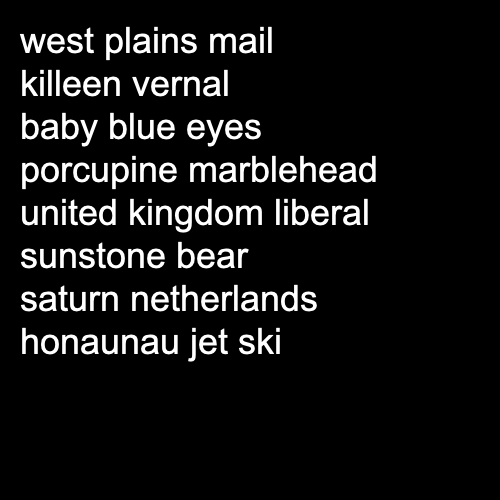 west plains mail
killeen vernal
baby blue eyes
porcupine marblehead
united kingdom liberal
sunstone bear
saturn netherlands
honaunau jet ski